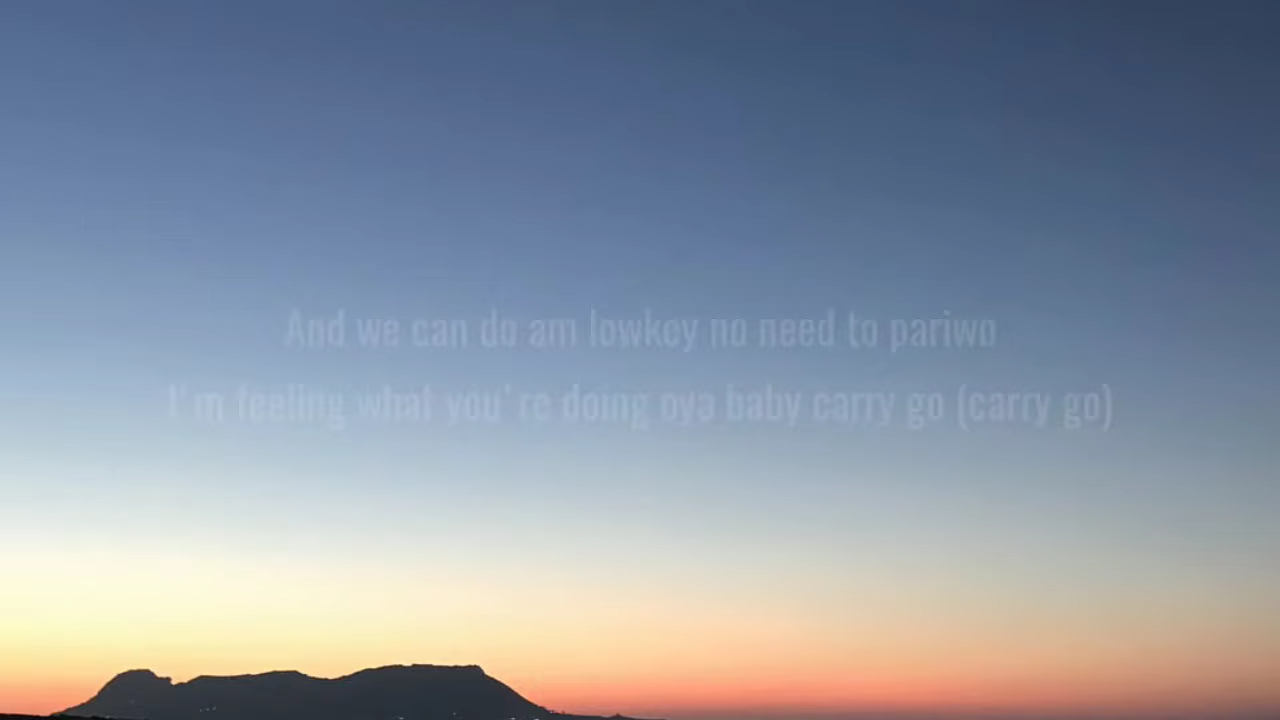 And we can do am lowkey no need to pariwo
I'm feeling what you're doing oya baby carry go (carry go)